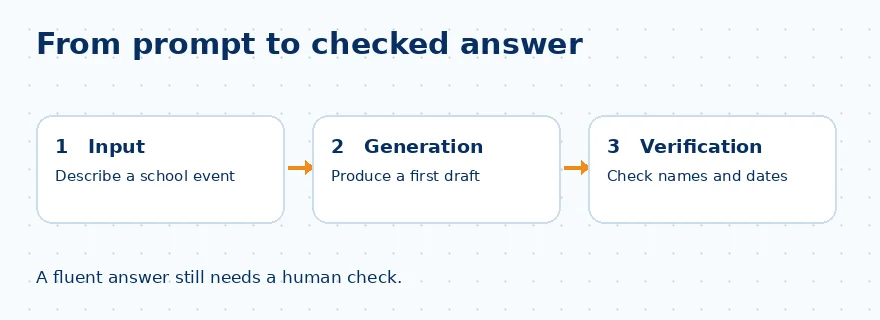 From prompt to checked answer
1 Input
Describe a school event
2 Generation
Produce a first draft
3 Verification
Check names and dates
A fluent answer still needs a human check.